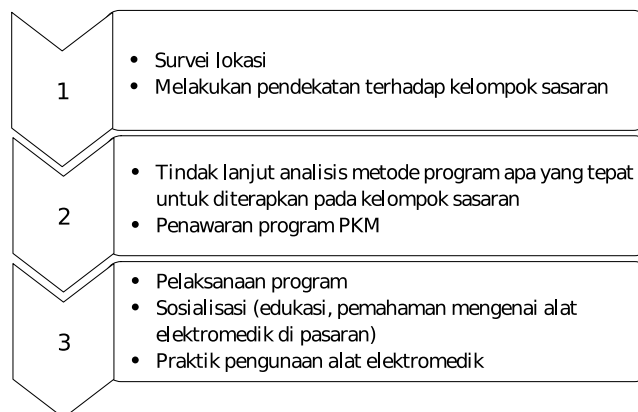 1
• Survei lokasi
• Melakukan pendekatan terhadap kelompok sasaran
2
• Tindak lanjut analisis metode program apa yang tepat
untuk diterapkan pada kelompok sasaran
• Penawaran program PKM
3
• Pelaksanaan program
• Sosialisasi (edukasi, pemahaman mengenai alat
elektromedik di pasaran)
• Praktik pengunaan alat elektromedik